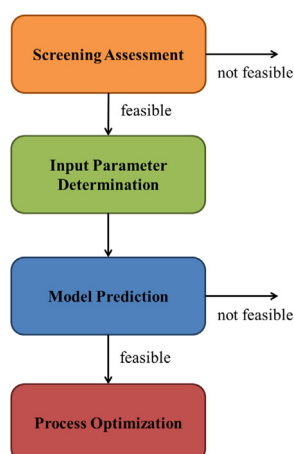 Screening Assessment
not feasible
feasible
Input Parameter
Determination
Model Prediction
not feasible
feasible
Process Optimization